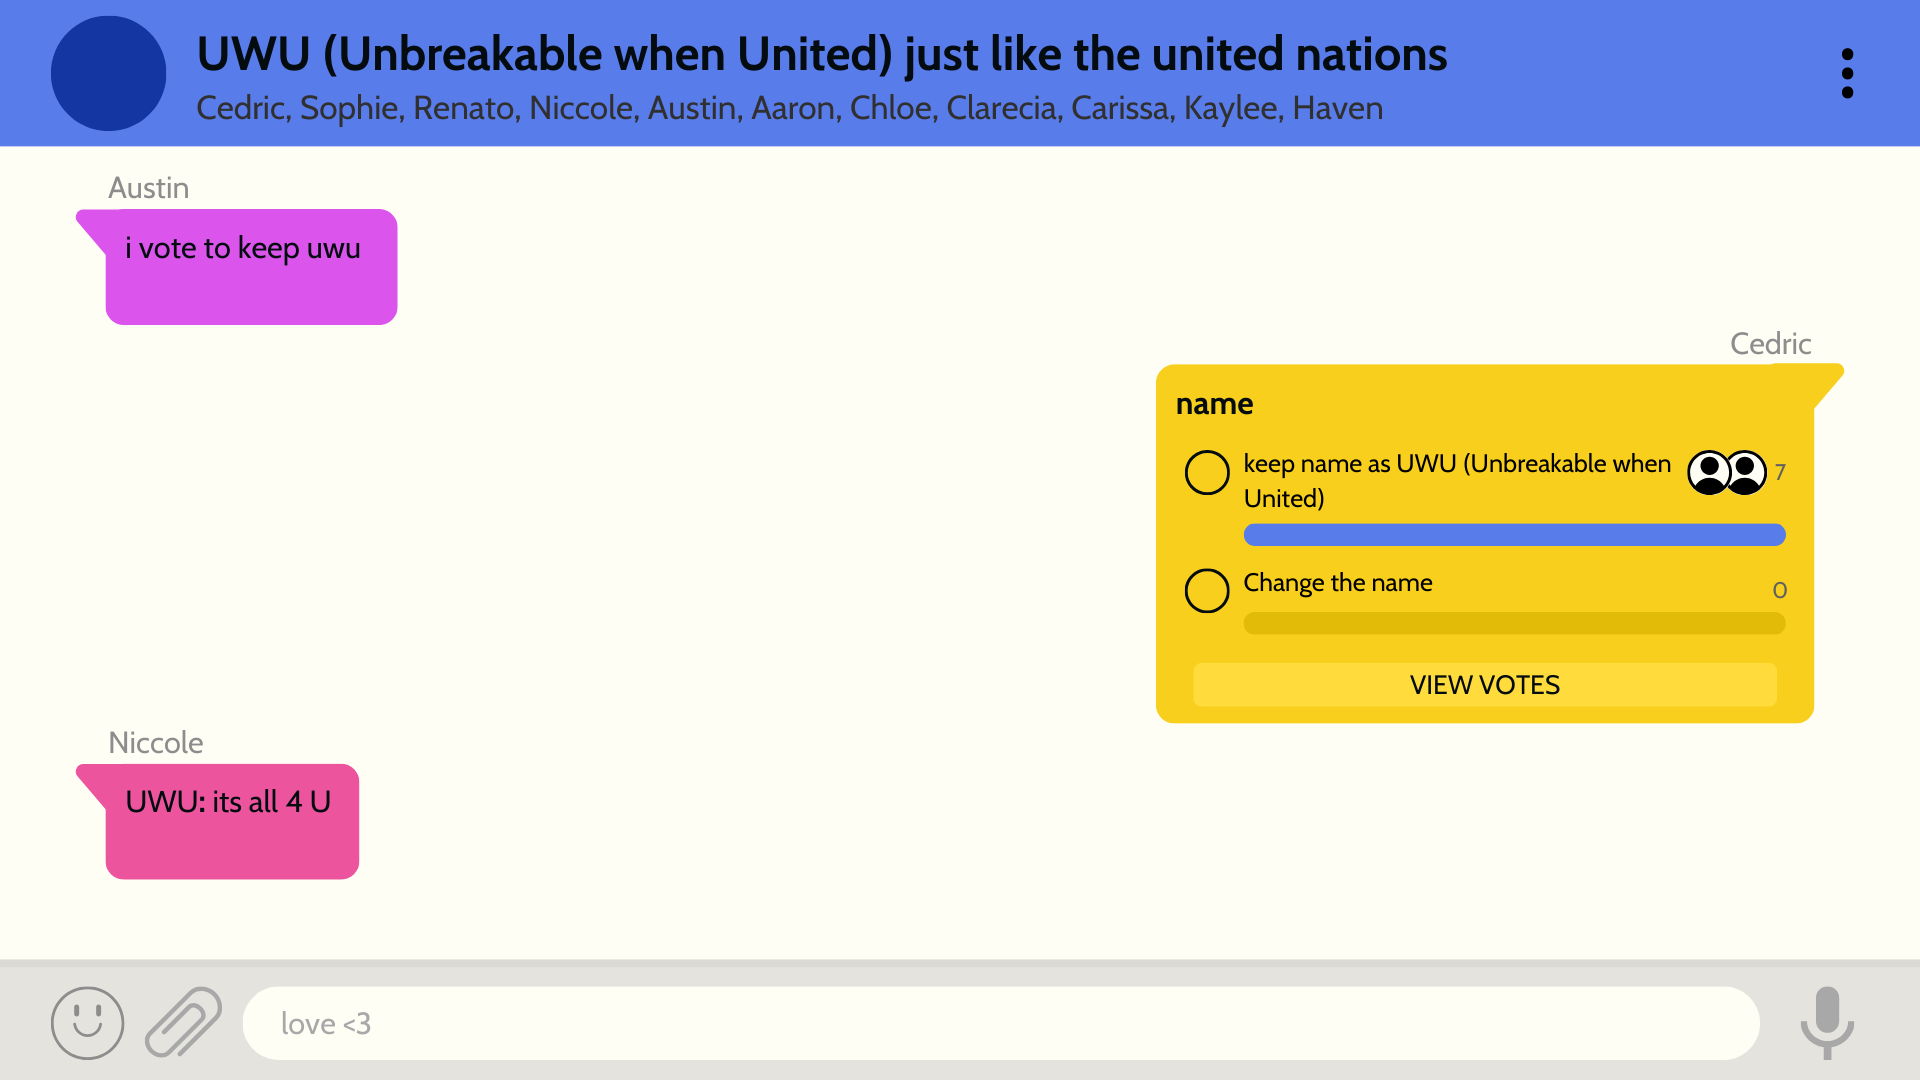 UWU (Unbreakable when United) just like the united nations
Cedric, Sophie, Renato, Niccole, Austin, Aaron, Chloe, Clarecia, Carissa, Kaylee, Haven
Austin
i vote to keep uwu
Cedric
name
keep name as UWU (Unbreakable when
United)
7
Change the name
0
VIEW VOTES
Niccole
UWU: its all 4 U
love <3